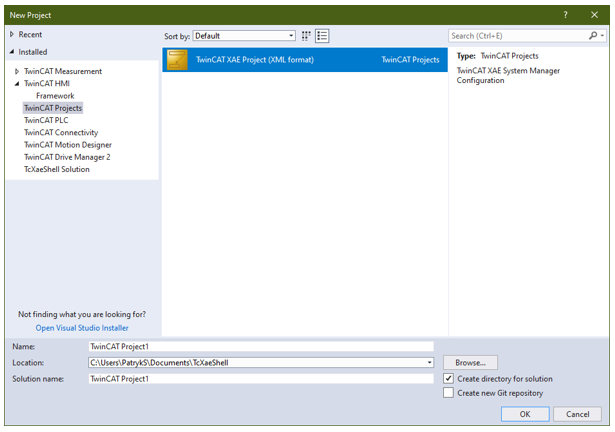 New Project
Recent
Sort by: Default
Search (Ctrl+E)
Installed
TwinCAT Measurement
TwinCAT HMI
Framework
TwinCAT Projects
TwinCAT PLC
TwinCAT Connectivity
TwinCAT Motion Designer
TwinCAT Drive Manager 2
TcXaeShell Solution
TwinCAT XAE Project (XML format) TwinCAT Projects
Type: TwinCAT Projects
TwinCAT XAE System Manager
Configuration
Not finding what you are looking for?
Open Visual Studio Installer
Name: TwinCAT Project1
Location: C:\Users\PatrykS\Documents\TcXaeShell Browse...
Solution name: TwinCAT Project1
Create directory for solution
Create new Git repository
OK Cancel